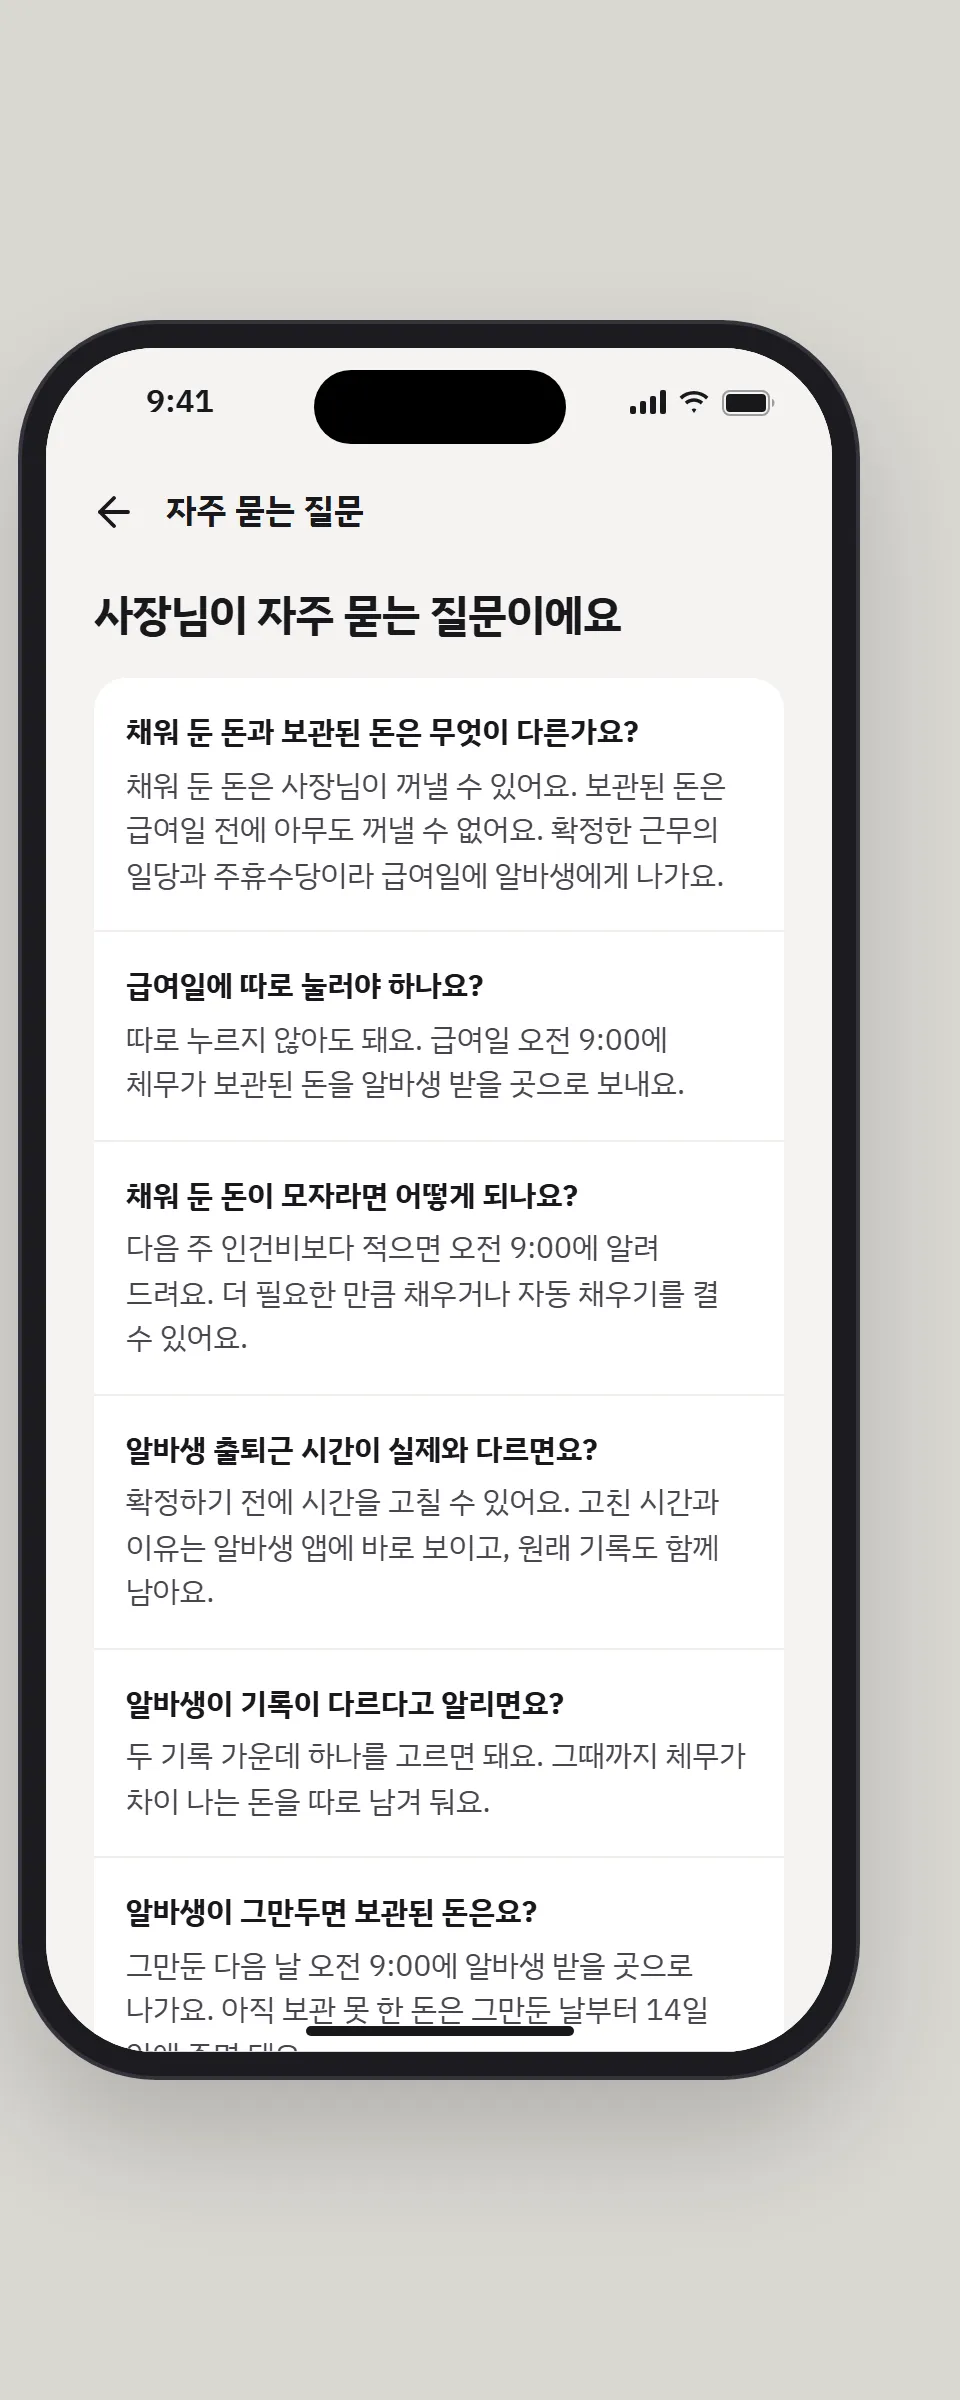 9:41
자주 묻는 질문
사장님이 자주 묻는 질문이에요
채워 둔 돈과 보관된 돈은 무엇이 다른가요?
채워 둔 돈은 사장님이 꺼낼 수 있어요. 보관된 돈은
급여일 전에 아무도 꺼낼 수 없어요. 확정한 근무의
일당과 주휴수당이라 급여일에 알바생에게 나가요.
급여일에 따로 눌러야 하나요?
따로 누르지 않아도 돼요. 급여일 오전 9:00에
체무가 보관된 돈을 알바생 받을 곳으로 보내요.
채워 둔 돈이 모자라면 어떻게 되나요?
다음 주 인건비보다 적으면 오전 9:00에 알려
드려요. 더 필요한 만큼 채우거나 자동 채우기를 켤
수 있어요.
알바생 출퇴근 시간이 실제와 다르면요?
확정하기 전에 시간을 고칠 수 있어요. 고친 시간과
이유는 알바생 앱에 바로 보이고, 원래 기록도 함께
남아요.
알바생이 기록이 다르다고 알리면요?
두 기록 가운데 하나를 고르면 돼요. 그때까지 체무가
차이 나는 돈을 따로 남겨 둬요.
알바생이 그만두면 보관된 돈은요?
그만둔 다음 날 오전 9:00에 알바생 받을 곳으로
나가요. 아직 보관 못 한 돈은 그만둔 날부터 14일